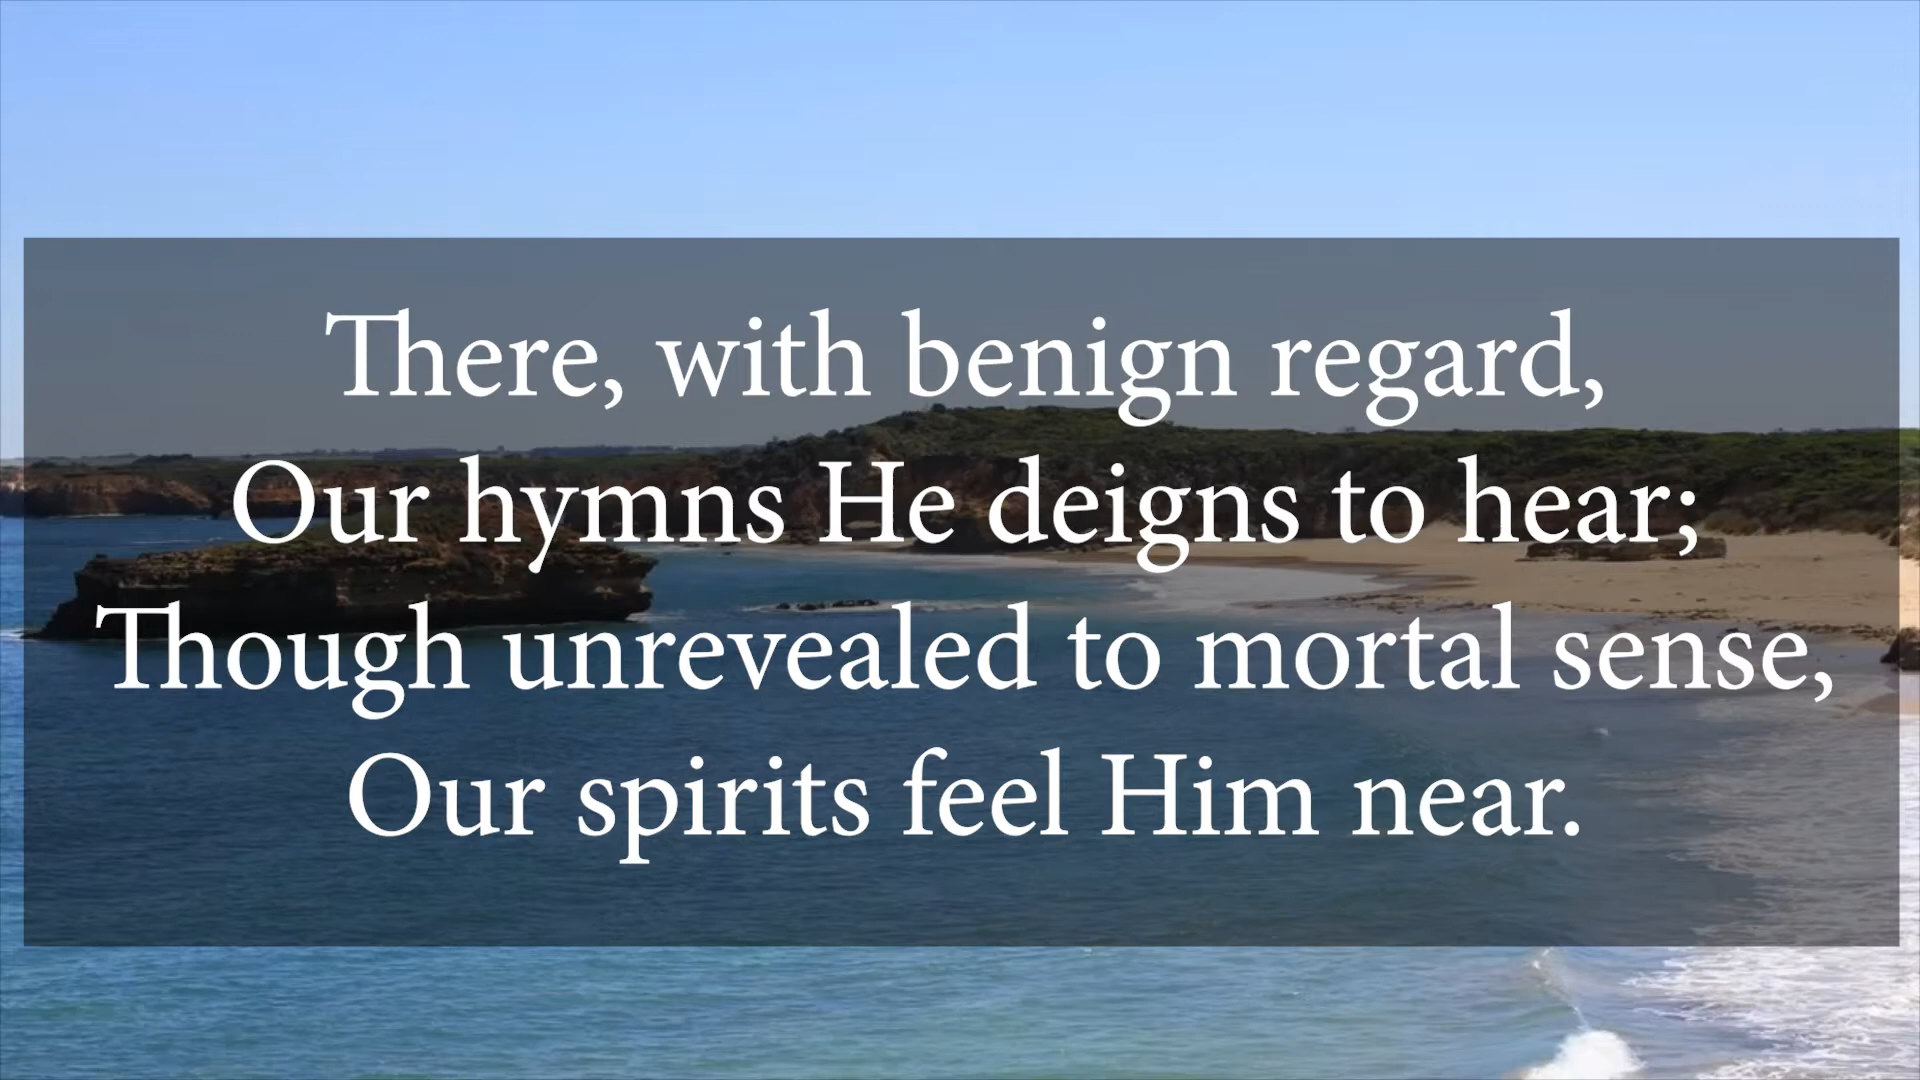 There, with benign regard,
Our hymns He deigns to hear;
Though unrevealed to mortal sense,
Our spirits feel Him near.